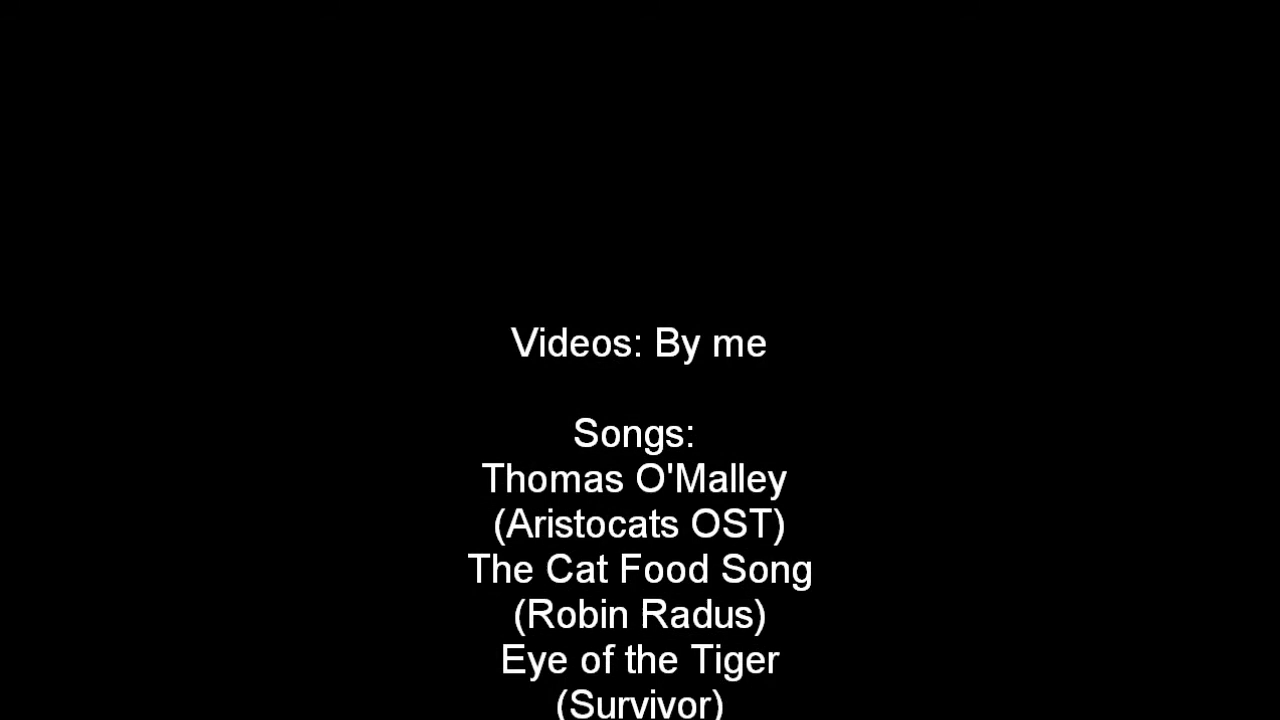 Videos: By me
Songs:
Thomas O'Malley
(Aristocats OST)
The Cat Food Song
(Robin Radus)
Eye of the Tiger
(Survivor)